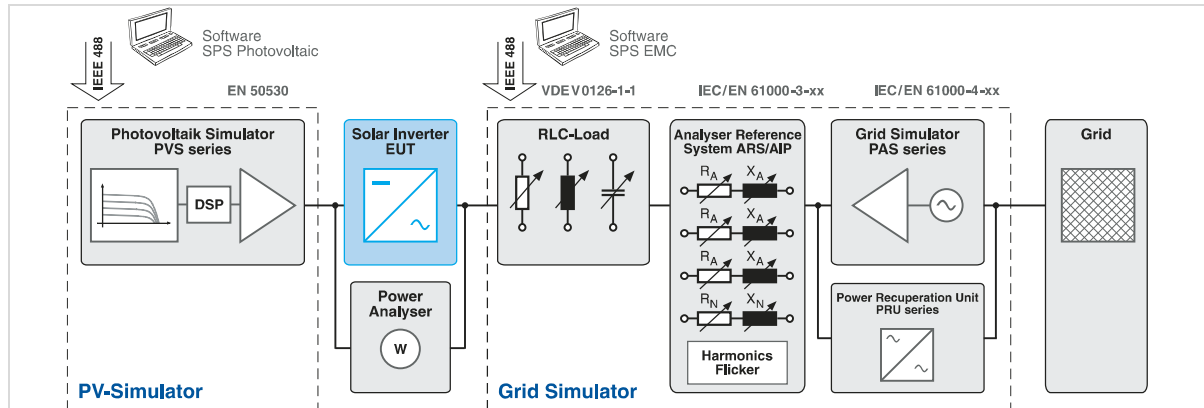 IEEE 488
Software
SPS Photovoltaic
IEEE 488
Software
SPS EMC
EN 50530
VDE V 0126-1-1
IEC/EN 61000-3-xx
IEC/EN 61000-4-xx
Photovoltaik Simulator
PVS series
DSP
Solar Inverter
EUT
Power
Analyser
W
RLC-Load
Analyser Reference
System ARS/AIP
RA XA
RA XA
RA XA
RN XN
Harmonics
Flicker
Grid Simulator
PAS series
Power Recuperation Unit
PRU series
Grid
PV-Simulator
Grid Simulator